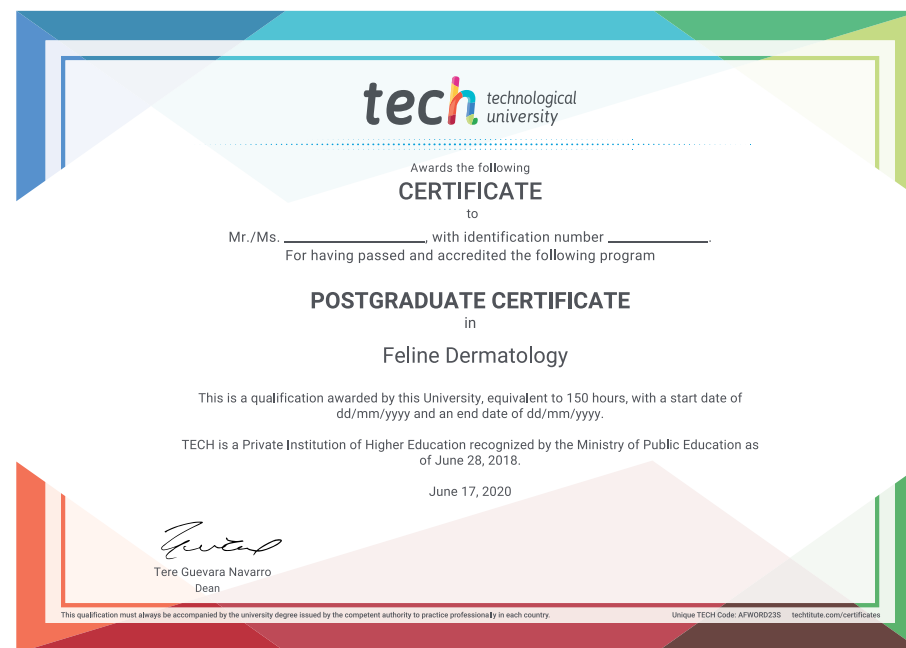 tech technological
university
Awards the following
CERTIFICATE
to
Mr./Ms. ____________, with identification number ____________.
For having passed and accredited the following program
POSTGRADUATE CERTIFICATE
in
Feline Dermatology
This is a qualification awarded by this University, equivalent to 150 hours, with a start date of
dd/mm/yyyy and an end date of dd/mm/yyyy.
TECH is a Private Institution of Higher Education recognized by the Ministry of Public Education as
of June 28, 2018.
June 17, 2020
Tere Guevara Navarro
Dean
This qualification must always be accompanied by the university degree issued by the competent authority to practice professionally in each country. Unique TECH Code: AFWORD23S techtitute.com/certificates